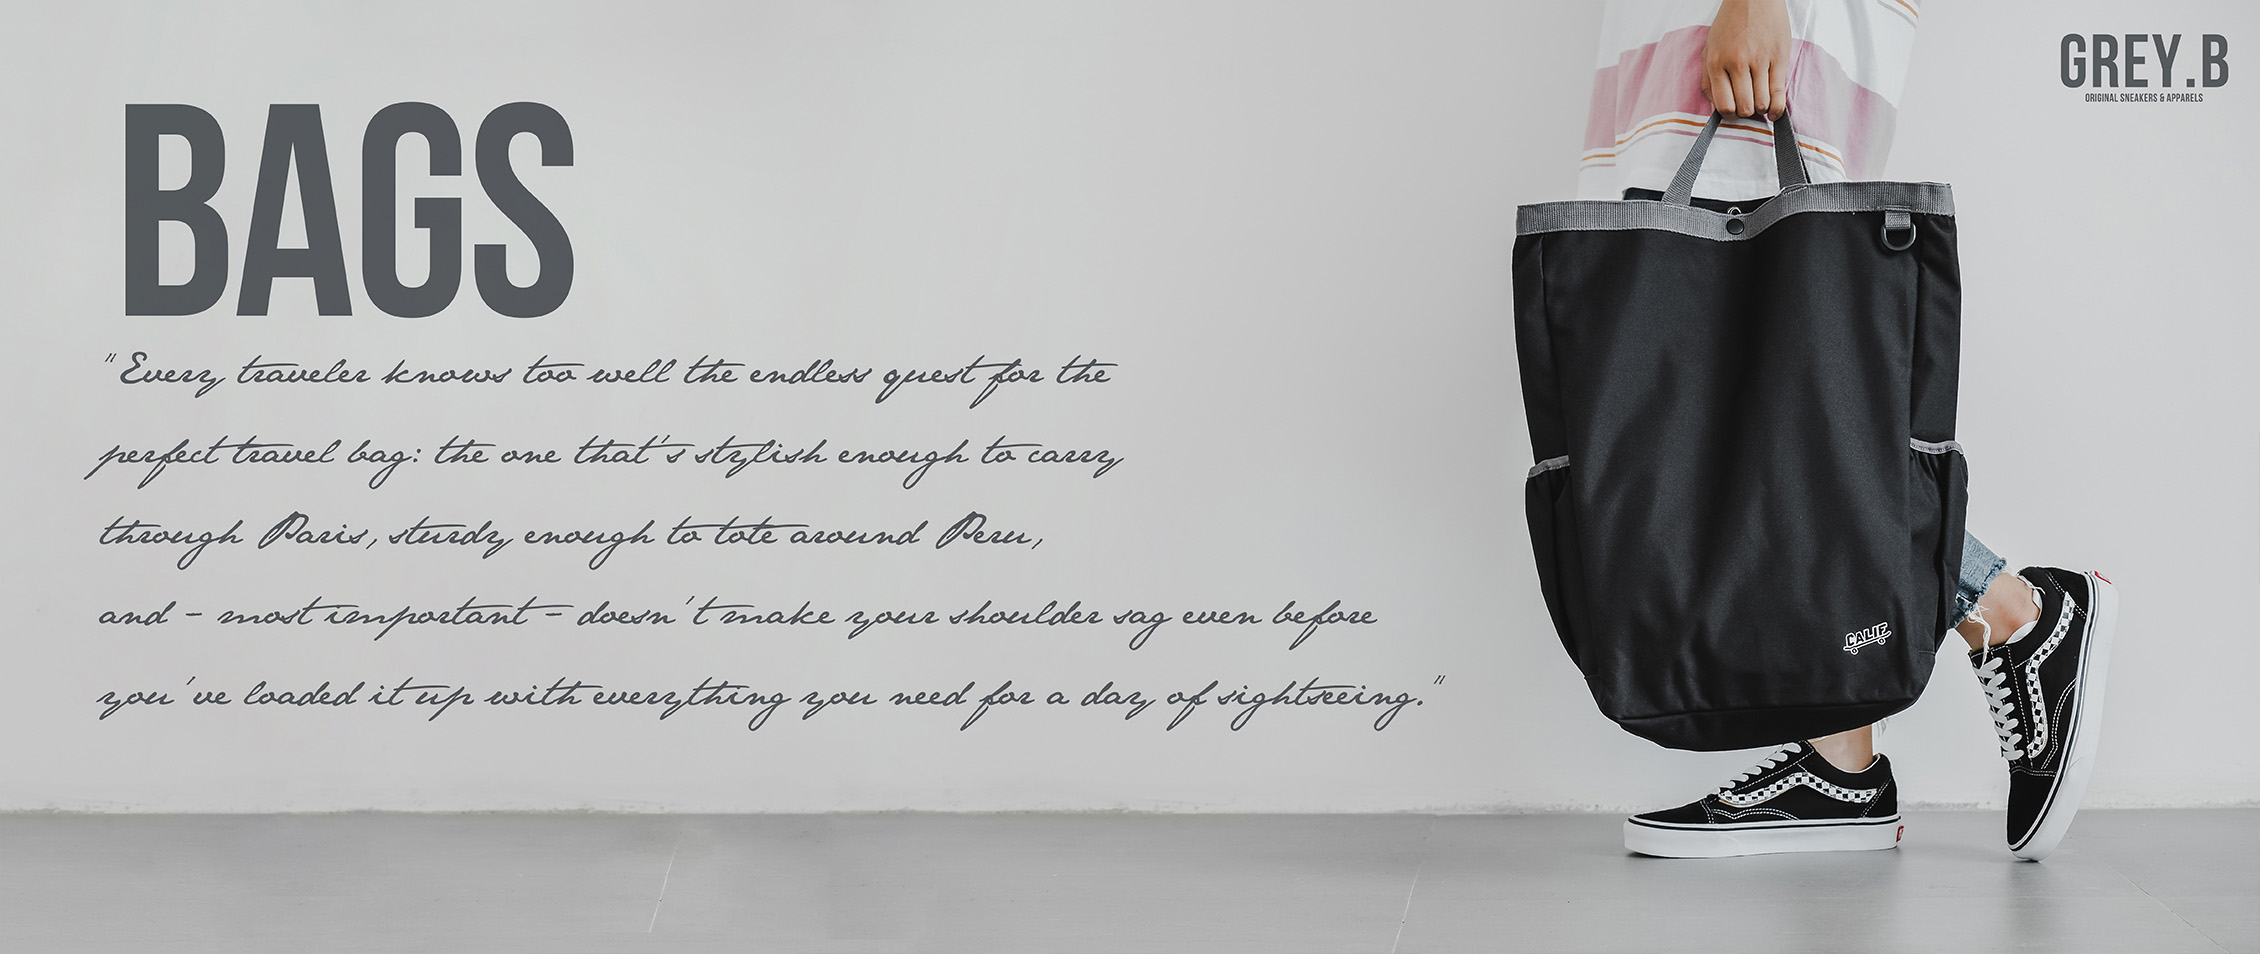 GREY.B
ORIGINAL SNEAKERS & APPARELS
BAGS
"Every traveler knows too well the endless quest for the
perfect travel bag: the one that's stylish enough to carry
through Paris, sturdy enough to tote around Peru,
and - most important - doesn't make your shoulder sag even before
you've loaded it up with everything you need for a day of sightseeing."
CALIF